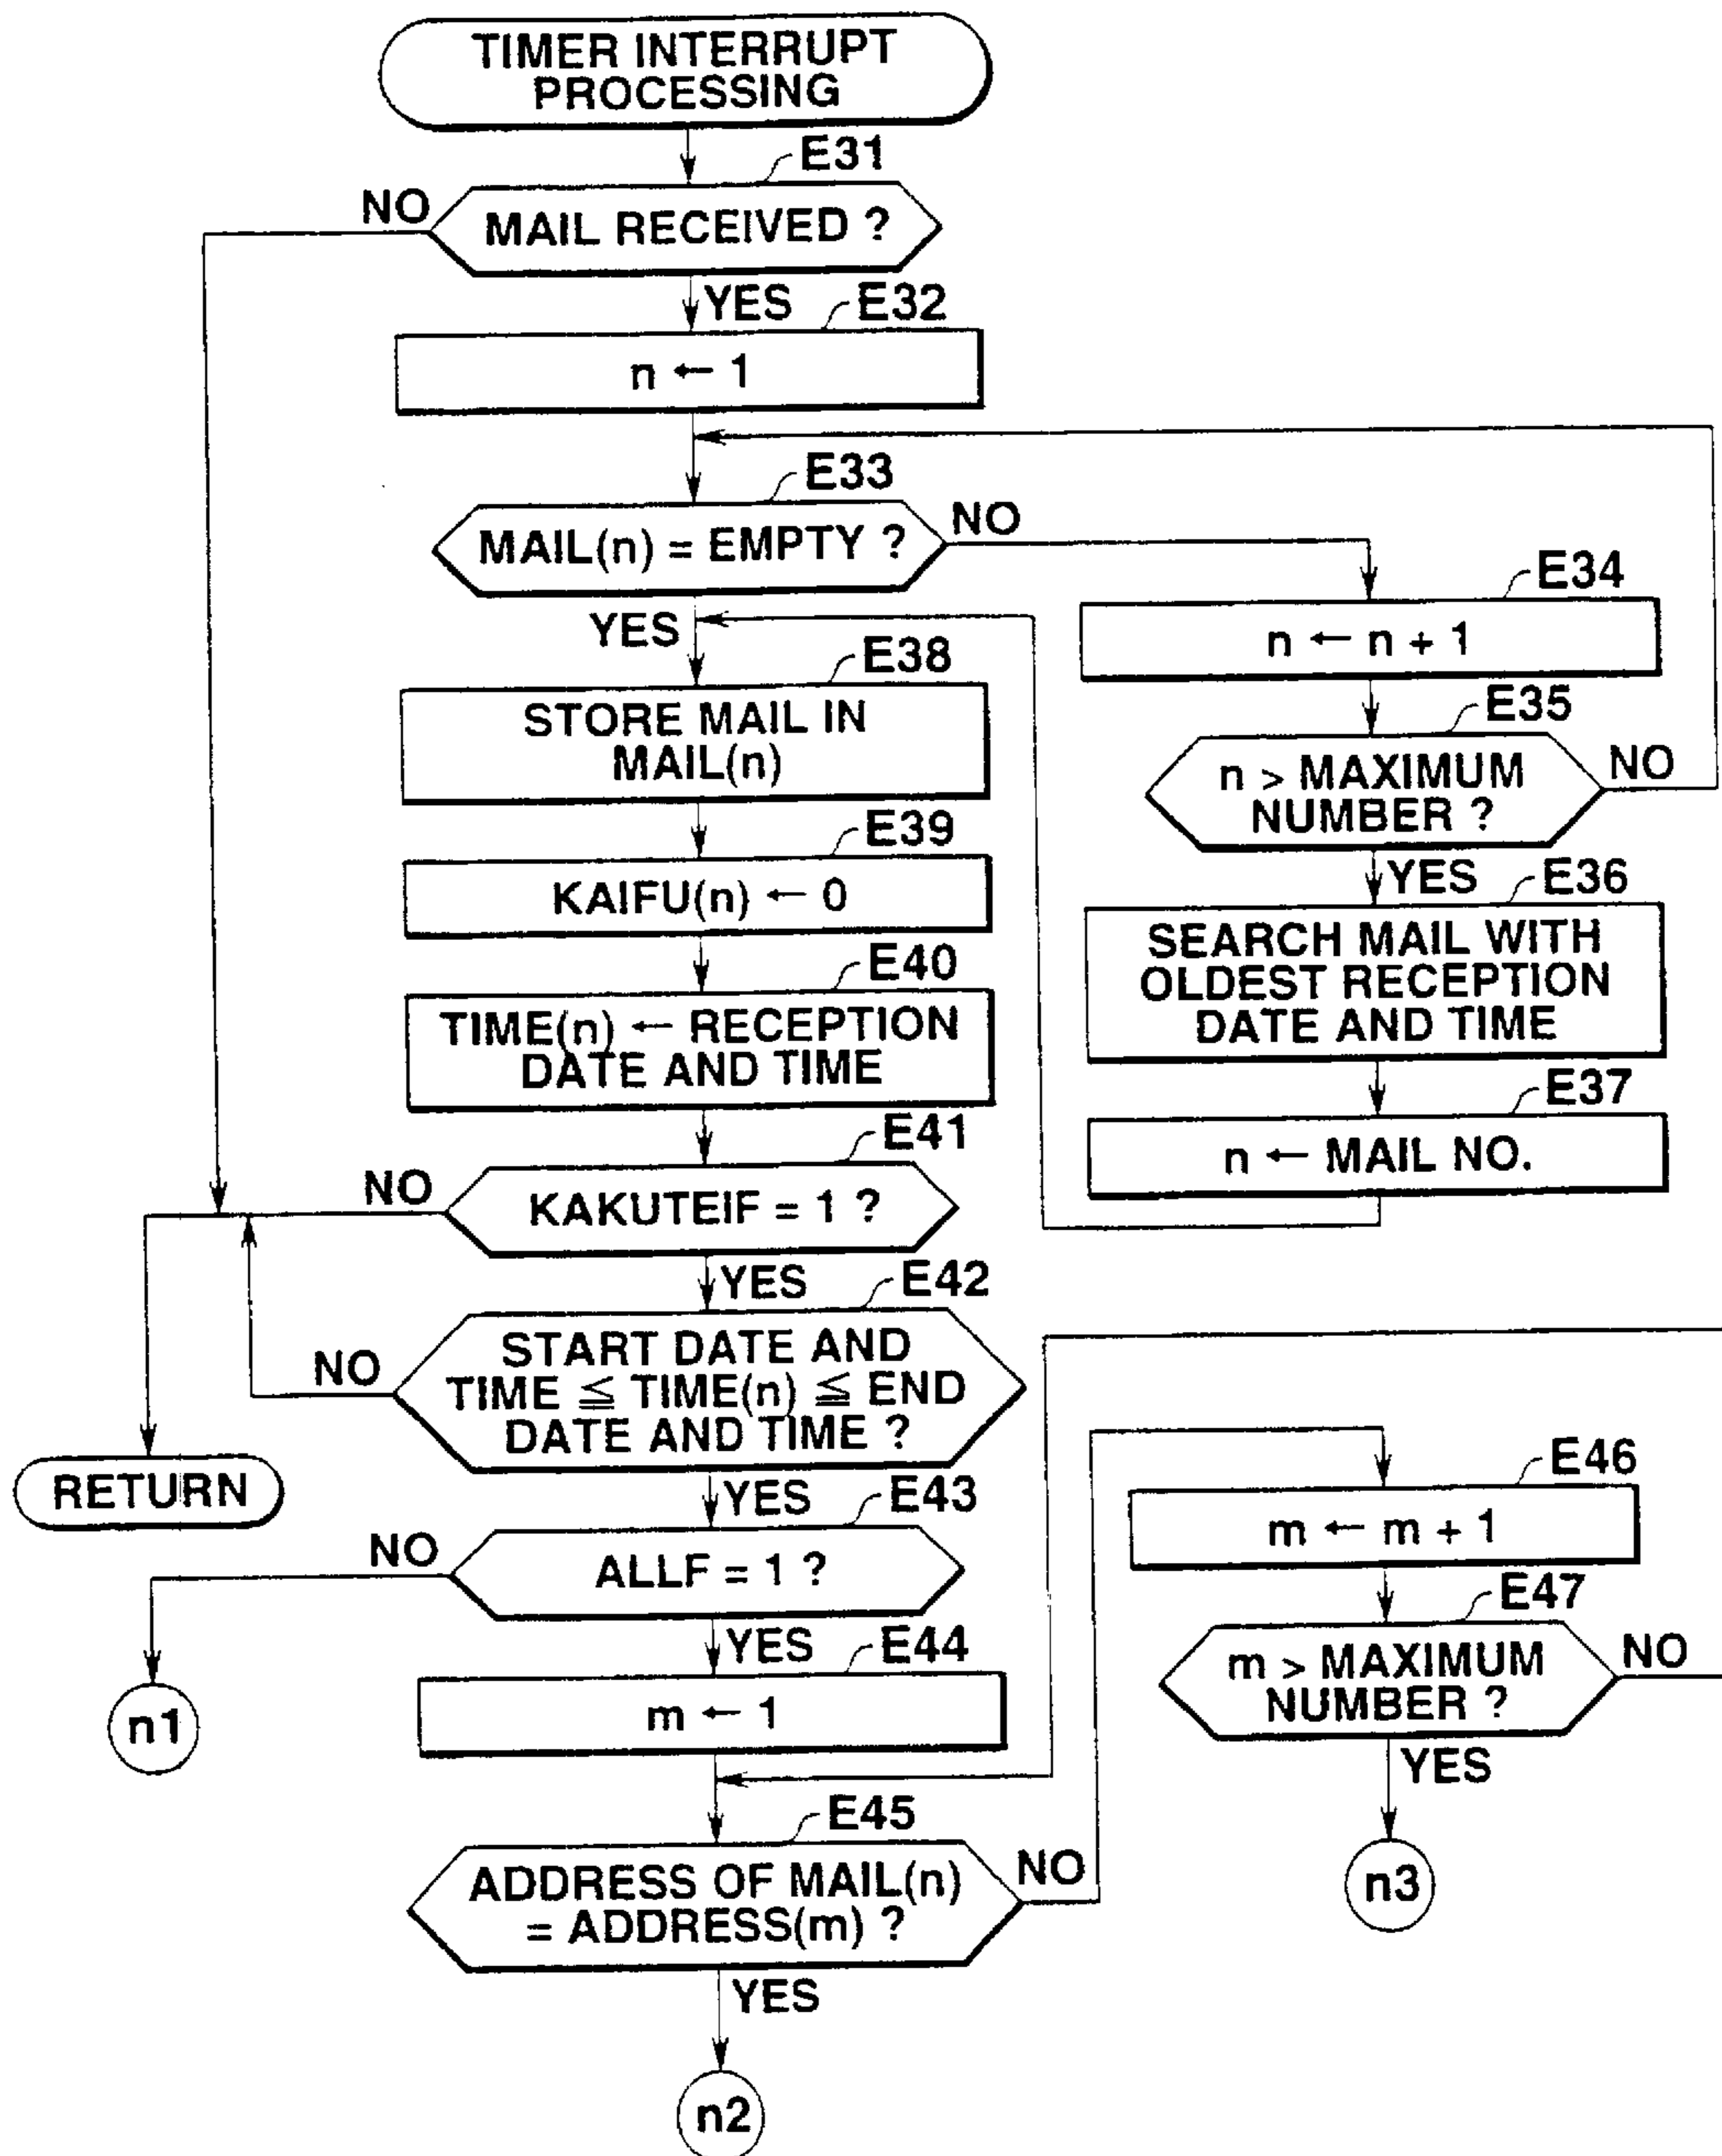 TIMER INTERRUPT
PROCESSING
E31
NO
MAIL RECEIVED ?
YES
E32
n ← 1
E33
MAIL(n) = EMPTY ?
NO
E34
n ← n + 1
YES
E38
STORE MAIL IN
MAIL(n)
E35
n > MAXIMUM
NUMBER ?
NO
E39
KAIFU(n) ← 0
YES
E36
SEARCH MAIL WITH
OLDEST RECEPTION
DATE AND TIME
E40
TIME(n) ← RECEPTION
DATE AND TIME
E37
n ← MAIL NO.
E41
NO
KAKUTEIF = 1 ?
YES
E42
NO
START DATE AND
TIME ≦ TIME(n) ≦ END
DATE AND TIME ?
RETURN
YES
E43
NO
ALLF = 1 ?
n1
YES
E44
m ← 1
E46
m ← m + 1
E47
m > MAXIMUM
NUMBER ?
NO
YES
n3
E45
ADDRESS OF MAIL(n)
= ADDRESS(m) ?
NO
YES
n2